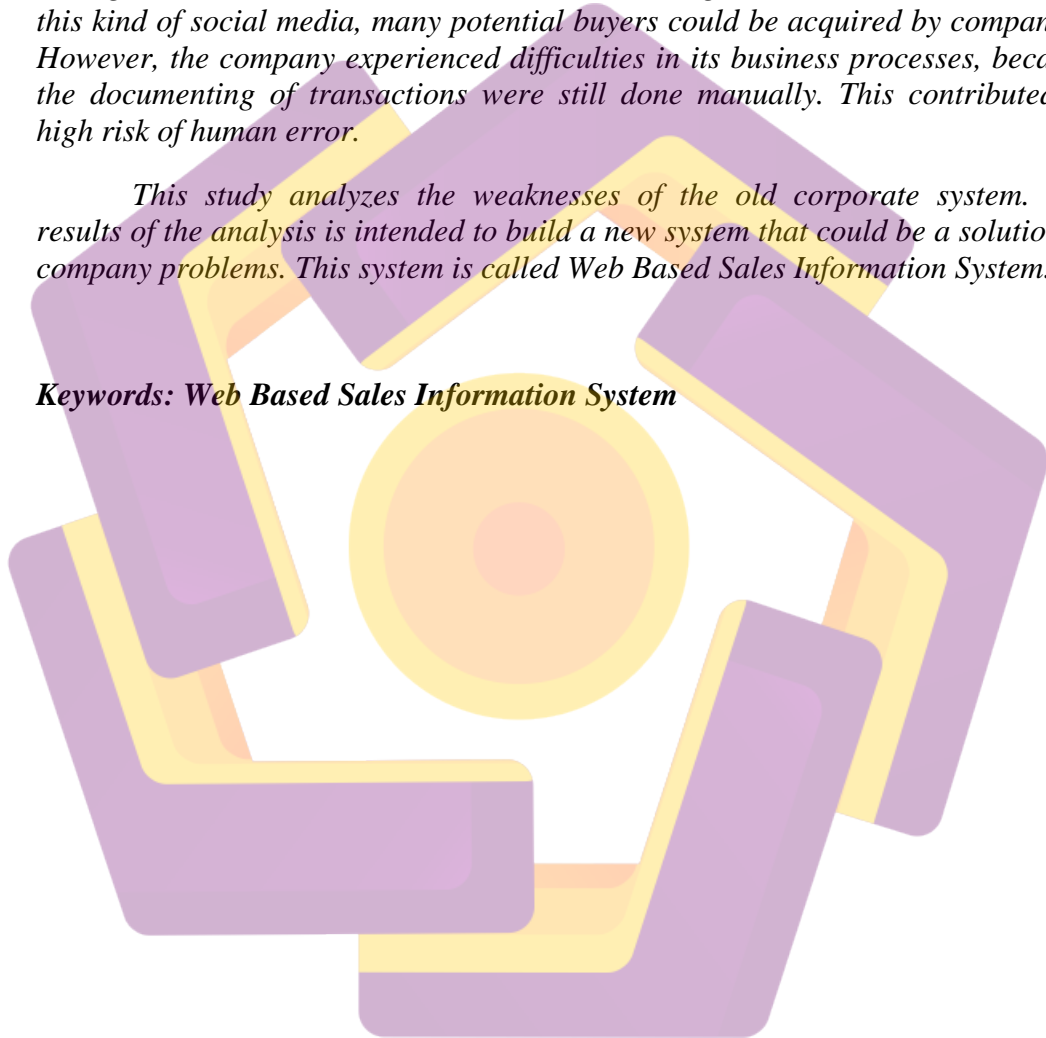 this kind of social media, many potential buyers could be acquired by
However, the company experienced difficulties in its business processes,
the documenting of transactions were still done manually. This contributed
high risk of human error.
This study analyzes the weaknesses of the old corporate system.
results of the analysis is intended to build a new system that could be a
company problems. This system is called Web Based Sales Information System.
Keywords: Web Based Sales Information System